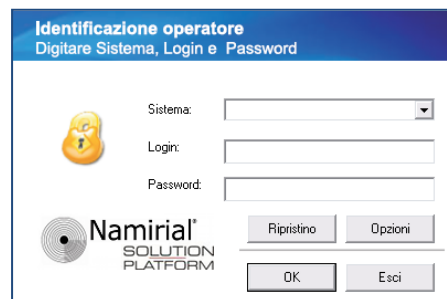 Identificazione operatore
Digitare Sistema, Login e Password
Sistema:
Login:
Password:
Namirial®
SOLUTION
PLATFORM
Ripristino
Opzioni
OK
Esci